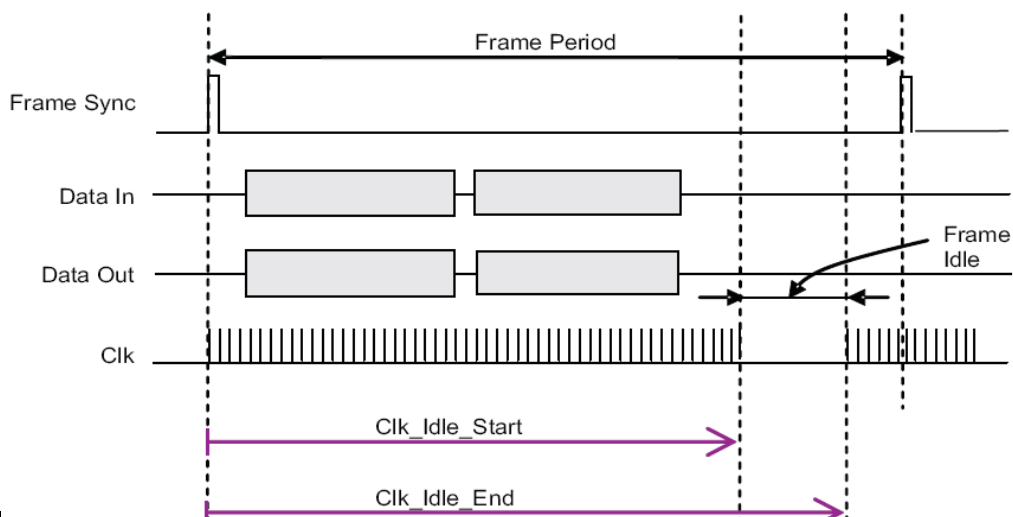 Frame Period
Frame Sync
Data In
Data Out
Frame
Idle
Clk
Clk_Idle_Start
Clk_Idle_End